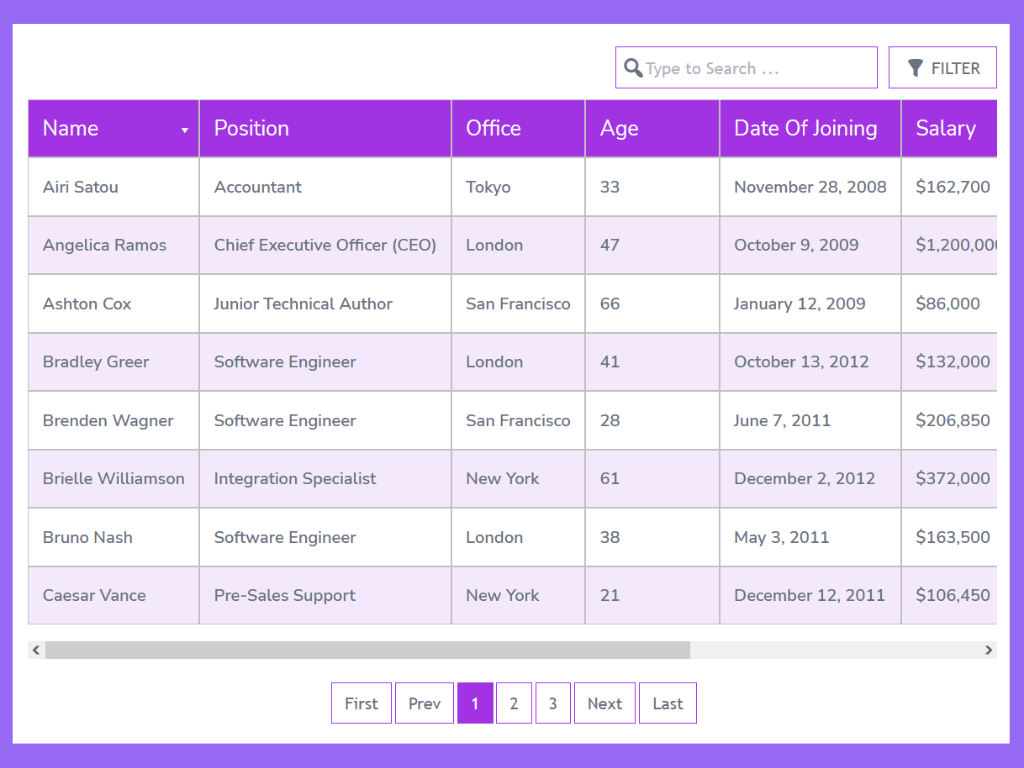 Type to Search ... FILTER
Name Position Office Age Date Of Joining Salary
Airi Satou Accountant Tokyo 33 November 28, 2008 $162,700
Angelica Ramos Chief Executive Officer (CEO) London 47 October 9, 2009 $1,200,000
Ashton Cox Junior Technical Author San Francisco 66 January 12, 2009 $86,000
Bradley Greer Software Engineer London 41 October 13, 2012 $132,000
Brenden Wagner Software Engineer San Francisco 28 June 7, 2011 $206,850
Brielle Williamson Integration Specialist New York 61 December 2, 2012 $372,000
Bruno Nash Software Engineer London 38 May 3, 2011 $163,500
Caesar Vance Pre-Sales Support New York 21 December 12, 2011 $106,450
First Prev 1 2 3 Next Last